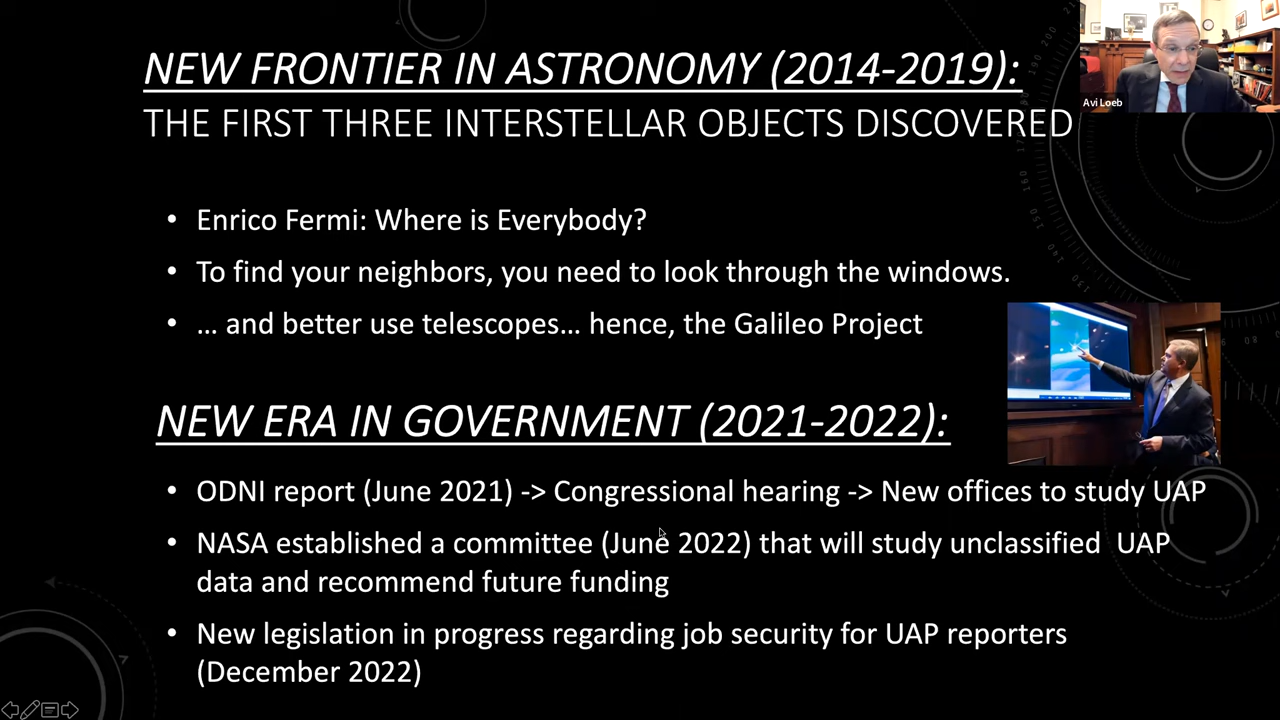 NEW FRONTIER IN ASTRONOMY (2014-2019):
THE FIRST THREE INTERSTELLAR OBJECTS DISCOVERED
Avi Loeb
• Enrico Fermi: Where is Everybody?
• To find your neighbors, you need to look through the windows.
• … and better use telescopes… hence, the Galileo Project
NEW ERA IN GOVERNMENT (2021-2022):
• ODNI report (June 2021) -> Congressional hearing -> New offices to study UAP
• NASA established a committee (June 2022) that will study unclassified UAP
data and recommend future funding
• New legislation in progress regarding job security for UAP reporters
(December 2022)